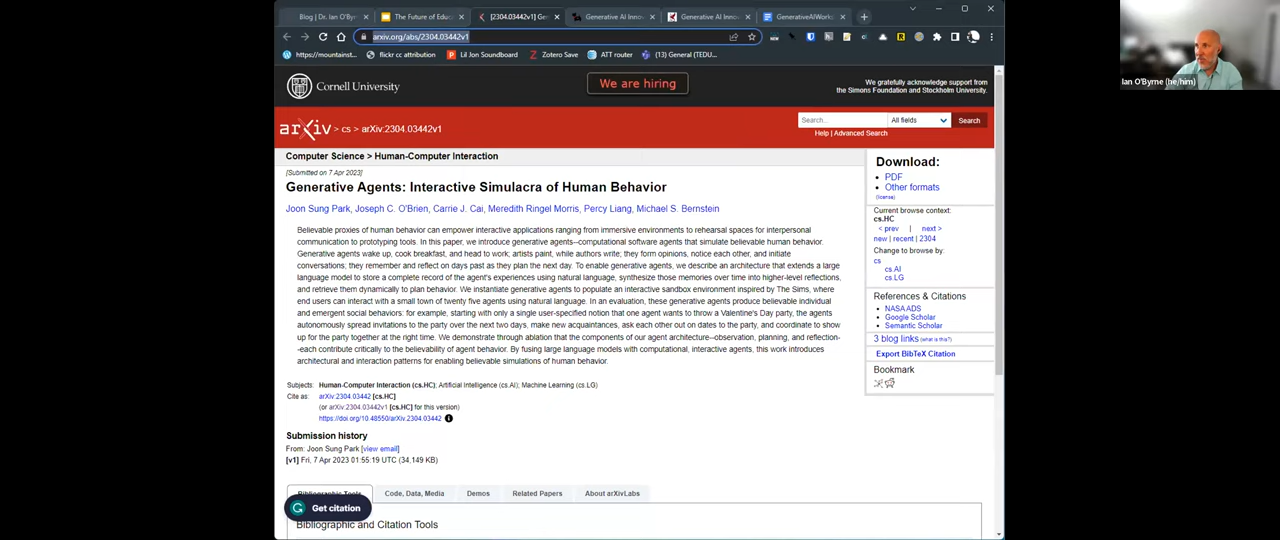 Blog | Dr. Ian O'Byrne
The Future of Educa
[2304.03442v1] Gen
Generative AI Innov
Generative AI Innov
GenerativeAIWorks
arxiv.org/abs/2304.03442v1
https://mountainst...
flickr cc attribution
Lil Jon Soundboard
Zotero Save
ATT router
(13) General (TEDU...
Cornell University
We are hiring
We gratefully acknowledge support from
the Simons Foundation and Stockholm University.
arXiv > cs > arXiv:2304.03442v1
Search...
All fields
Search
Help | Advanced Search
Computer Science > Human-Computer Interaction
[Submitted on 7 Apr 2023]
Generative Agents: Interactive Simulacra of Human Behavior
Joon Sung Park, Joseph C. O'Brien, Carrie J. Cai, Meredith Ringel Morris, Percy Liang, Michael S. Bernstein
Believable proxies of human behavior can empower interactive applications ranging from immersive environments to rehearsal spaces for interpersonal
communication to prototyping tools. In this paper, we introduce generative agents--computational software agents that simulate believable human behavior.
Generative agents wake up, cook breakfast, and head to work; artists paint, while authors write; they form opinions, notice each other, and initiate
conversations; they remember and reflect on days past as they plan the next day. To enable generative agents, we describe an architecture that extends a large
language model to store a complete record of the agent's experiences using natural language, synthesize those memories over time into higher-level reflections,
and retrieve them dynamically to plan behavior. We instantiate generative agents to populate an interactive sandbox environment inspired by The Sims, where
end users can interact with a small town of twenty five agents using natural language. In an evaluation, these generative agents produce believable individual
and emergent social behaviors: for example, starting with only a single user-specified notion that one agent wants to throw a Valentine's Day party, the agents
autonomously spread invitations to the party over the next two days, make new acquaintances, ask each other out on dates to the party, and coordinate to show
up for the party together at the right time. We demonstrate through ablation that the components of our agent architecture--observation, planning, and reflection-
-each contribute critically to the believability of agent behavior. By fusing large language models with computational, interactive agents, this work introduces
architectural and interaction patterns for enabling believable simulations of human behavior.
Subjects: Human-Computer Interaction (cs.HC); Artificial Intelligence (cs.AI); Machine Learning (cs.LG)
Cite as: arXiv:2304.03442 [cs.HC]
(or arXiv:2304.03442v1 [cs.HC] for this version)
https://doi.org/10.48550/arXiv.2304.03442
Submission history
From: Joon Sung Park [view email]
[v1] Fri, 7 Apr 2023 01:55:19 UTC (34,149 KB)
Bibliographic Tools
Code, Data, Media
Demos
Related Papers
About arXivLabs
Get citation
Bibliographic and Citation Tools
Download:
PDF
Other formats
(license)
Current browse context:
cs.HC
< prev | next >
new | recent | 2304
Change to browse by:
cs
cs.AI
cs.LG
References & Citations
NASA ADS
Google Scholar
Semantic Scholar
3 blog links (what is this?)
Export BibTeX Citation
Bookmark
Ian O'Byrne (he/him)